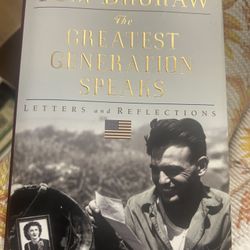 The
GREATEST
GENERATION
SPEAKS
LETTERS AND REFLECTIONS